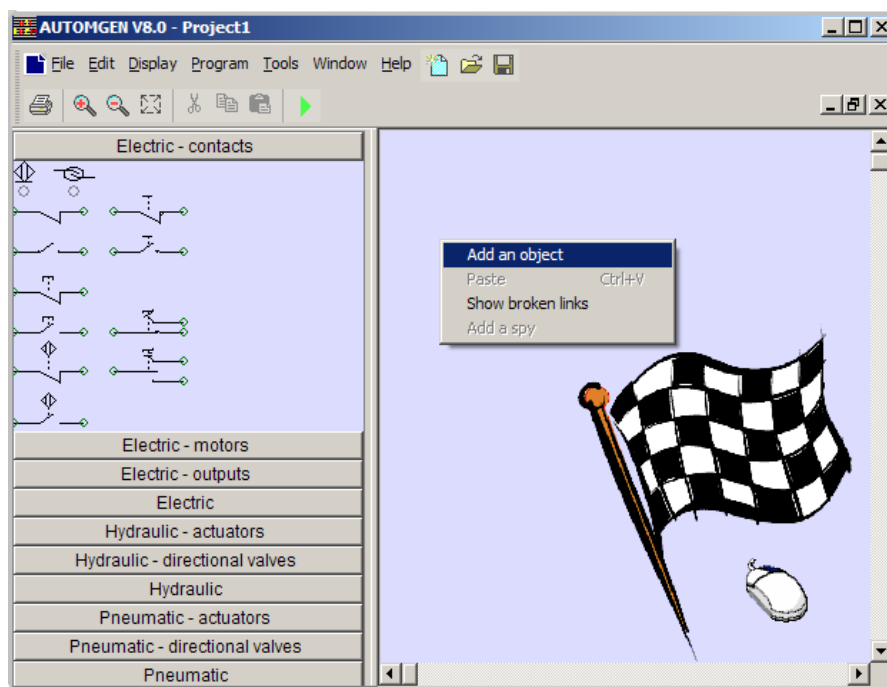 AUTOMGEN V8.0 - Project1
File Edit Display Program Tools Window Help
Electric - contacts
Electric - motors
Electric - outputs
Electric
Hydraulic - actuators
Hydraulic - directional valves
Hydraulic
Pneumatic - actuators
Pneumatic - directional valves
Pneumatic
Add an object
Paste Ctrl+V
Show broken links
Add a spy